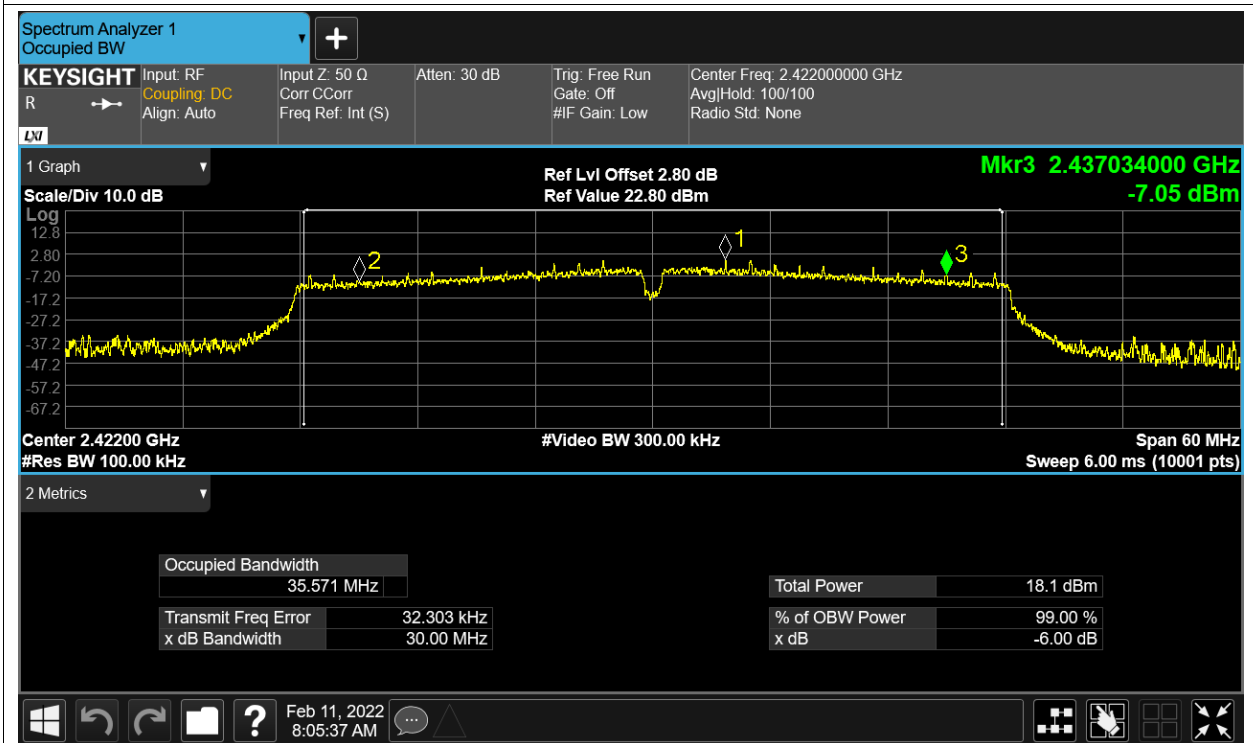 Spectrum Analyzer 1
Occupied BW
KEYSIGHT
R
LXI
Input: RF
Coupling: DC
Align: Auto
Input Z: 50 Ω
Corr CCorr
Freq Ref: Int (S)
Atten: 30 dB
Trig: Free Run
Gate: Off
#IF Gain: Low
Center Freq: 2.422000000 GHz
Avg|Hold: 100/100
Radio Std: None
1 Graph
Scale/Div 10.0 dB
Ref Lvl Offset 2.80 dB
Ref Value 22.80 dBm
Mkr3 2.437034000 GHz
-7.05 dBm
Log
12.8
2.80
-7.20
-17.2
-27.2
-37.2
-47.2
-57.2
-67.2
2
1
3
Center 2.42200 GHz
#Res BW 100.00 kHz
#Video BW 300.00 kHz
Span 60 MHz
Sweep 6.00 ms (10001 pts)
2 Metrics
Occupied Bandwidth
35.571 MHz
Transmit Freq Error 32.303 kHz
x dB Bandwidth 30.00 MHz
Total Power 18.1 dBm
% of OBW Power 99.00 %
x dB -6.00 dB
?
Feb 11, 2022
8:05:37 AM